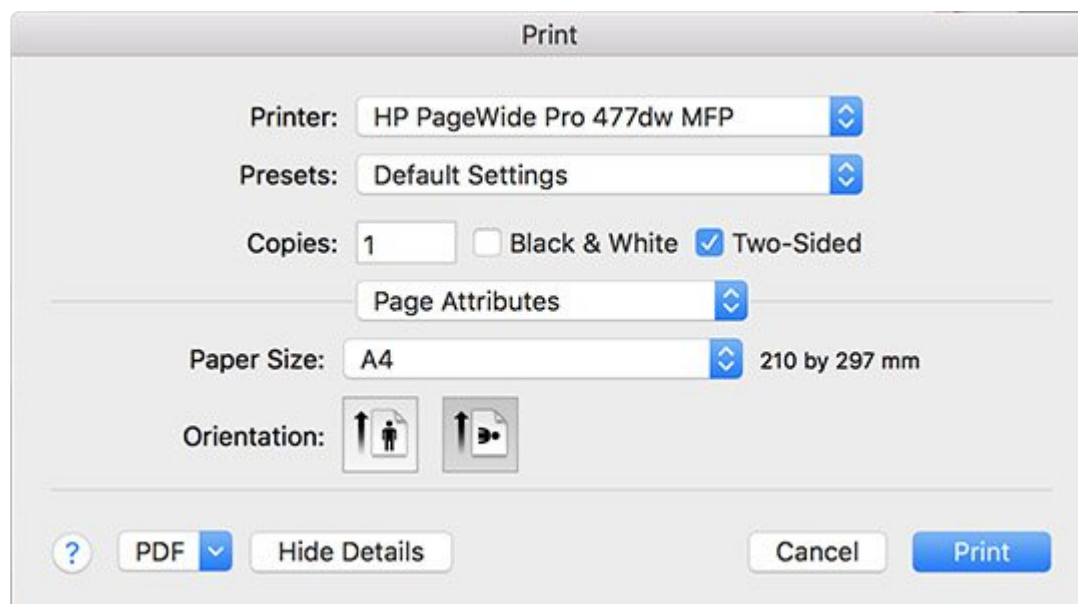 Print
Printer: HP PageWide Pro 477dw MFP
Presets: Default Settings
Copies: 1 Black & White Two-Sided
Page Attributes
Paper Size: A4 210 by 297 mm
Orientation:
? PDF Hide Details Cancel Print